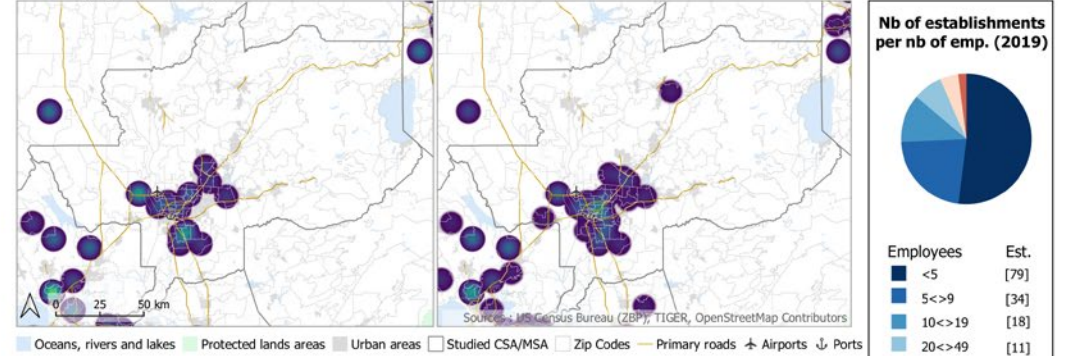 Nb of establishments
per nb of emp. (2019)
Employees Est.
<5 [79]
5<>9 [34]
10<>19 [18]
20<>49 [11]
0 25 50 km
Sources : US Census Bureau (ZBP), TIGER, OpenStreetMap Contributors
Oceans, rivers and lakes Protected lands areas Urban areas Studied CSA/MSA Zip Codes Primary roads Airports Ports